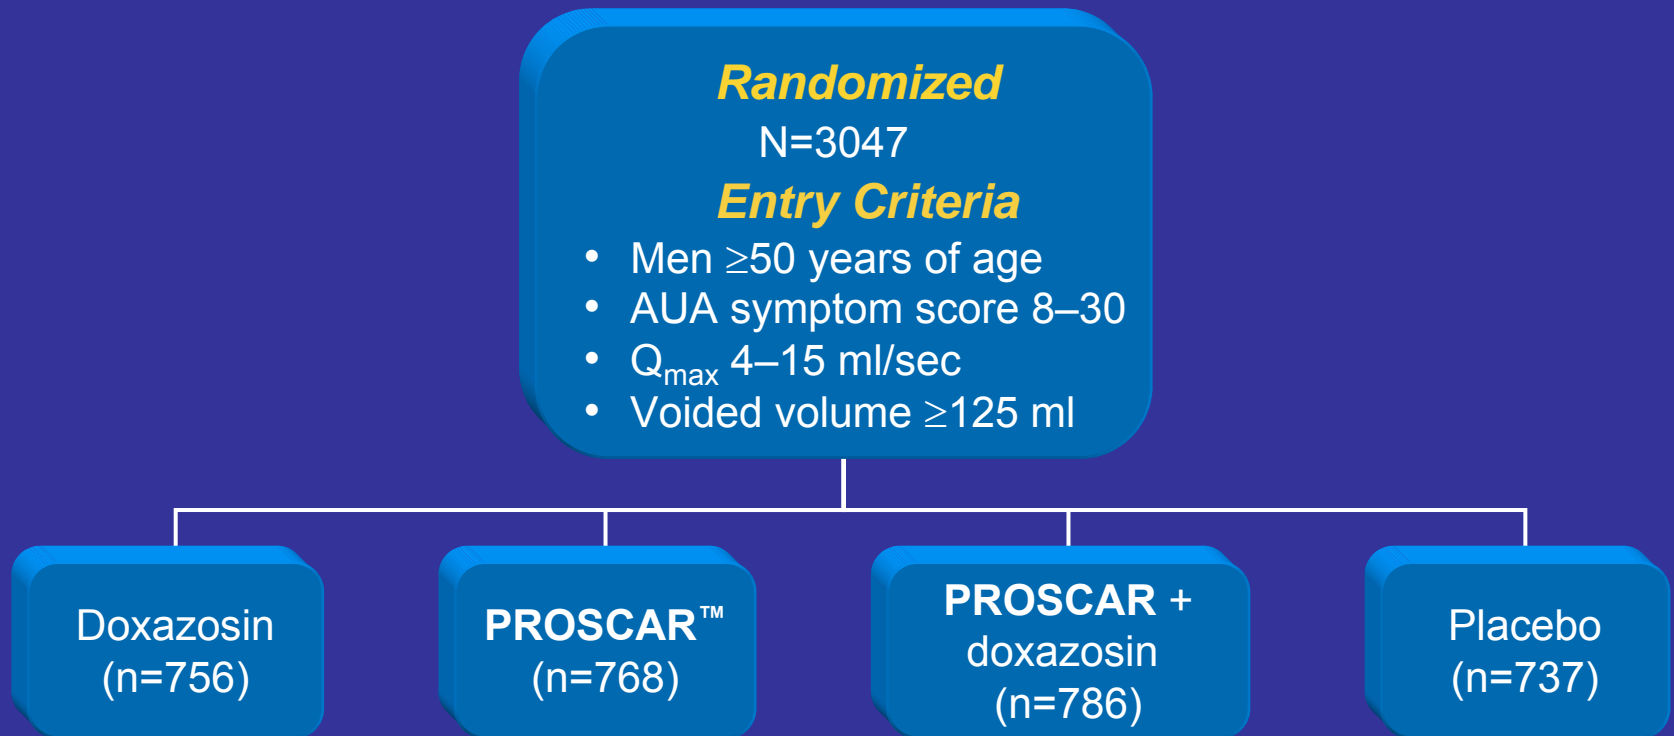 Randomized
N=3047
Entry Criteria
• Men ≥50 years of age
• AUA symptom score 8–30
• Qmax 4–15 ml/sec
• Voided volume ≥125 ml
Doxazosin
(n=756)
PROSCAR™
(n=768)
PROSCAR +
doxazosin
(n=786)
Placebo
(n=737)